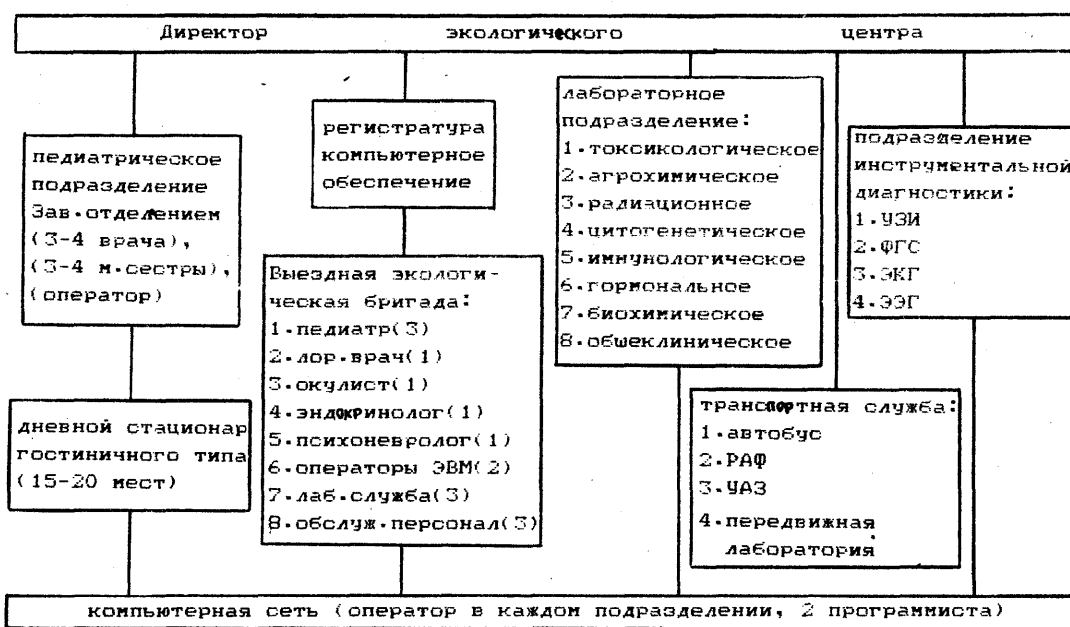 Директор экологического центра
педиатрическое
подразделение
Зав.отделением
(3-4 врача),
(3-4 м.сестры),
(оператор)
дневной стационар
гостиничного типа
(15-20 мест)
регистратура
компьютерное
обеспечение
Выездная экологи-
ческая бригада:
1.педиатр(3)
2.лор.врач(1)
3.окулист(1)
4.эндокринолог(1)
5.психоневролог(1)
6.операторы ЭВМ(2)
7.лаб.служба(3)
8.обслуж.персонал(3)
лабораторное
подразделение:
1.токсикологическое
2.агрохимическое
3.радиационное
4.цитогенетическое
5.иммунологическое
6.гормональное
7.биохимическое
8.обшеклиническое
транспортная служба:
1.автобус
2.РАФ
3.УАЗ
4.передвижная
лаборатория
подразделение
инструментальной
диагностики:
1.УЗИ
2.ФГС
3.ЭКГ
4.ЭЭГ
компьютерная сеть (оператор в каждом подразделении, 2 программиста)